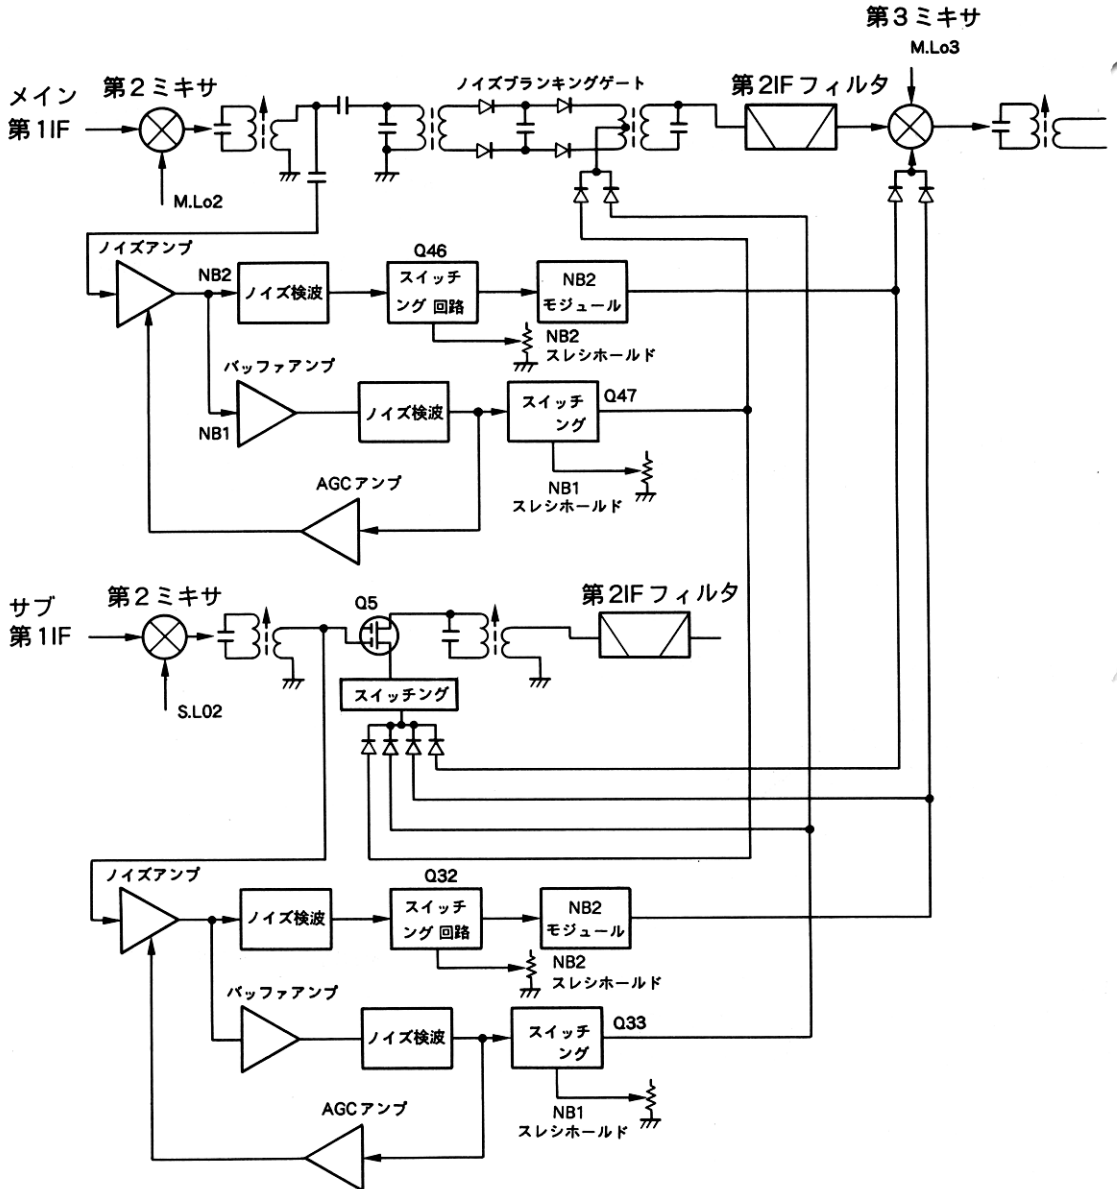 第3ミキサ
M.Lo3
メイン
第1IF
第2ミキサ
ノイズブランキングゲート
第2IFフィルタ
M.Lo2
ノイズアンプ
NB2
ノイズ検波
Q46
スイッチ
ング 回路
NB2
モジュール
NB2
スレシホールド
バッファアンプ
NB1
ノイズ検波
スイッチ
ング
Q47
NB1
スレシホールド
AGCアンプ
サブ
第1IF
第2ミキサ
Q5
第2IFフィルタ
S.L02
スイッチング
ノイズアンプ
ノイズ検波
Q32
スイッチ
ング 回路
NB2
モジュール
NB2
スレシホールド
バッファアンプ
ノイズ検波
スイッチ
ング
Q33
NB1
スレシホールド
AGCアンプ